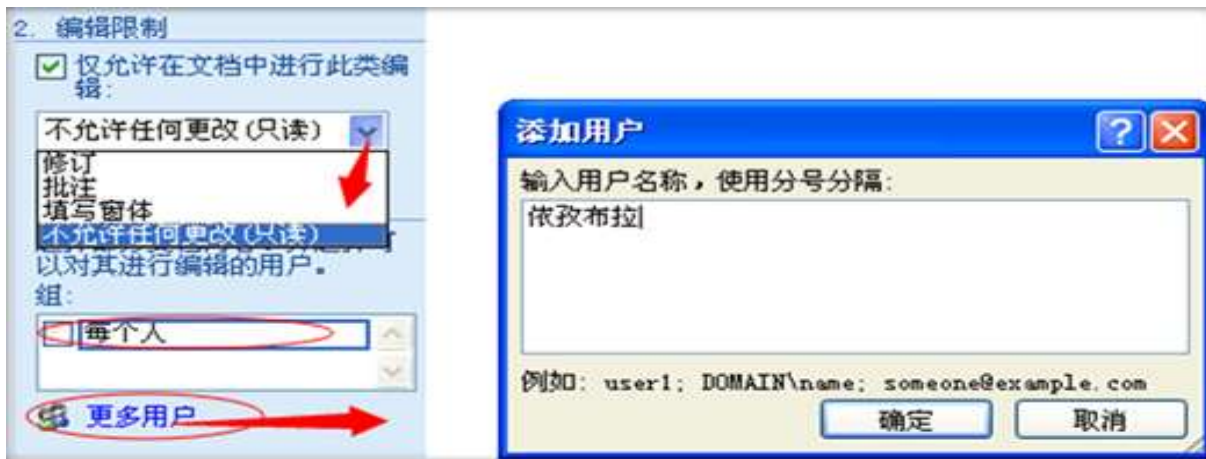 2. 编辑限制
仅允许在文档中进行此类编
辑:
不允许任何更改(只读)
修订
批注
填写窗体
不允许任何更改(只读)
以对其进行编辑的用户。
组:
每个人
更多用户
添加用户
输入用户名称，使用分号分隔:
依孜布拉
例如: user1; DOMAIN\name; someone@example.com
确定
取消